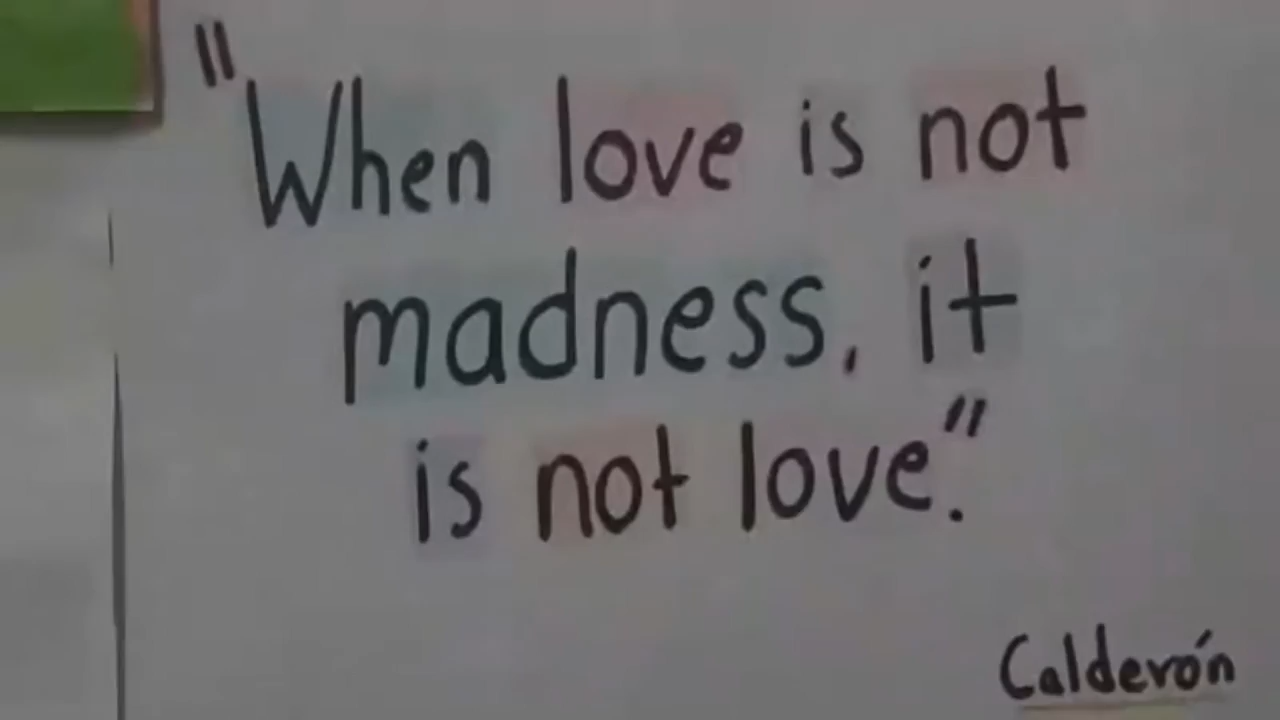 "When love is not
madness, it
is not love."
Calderón